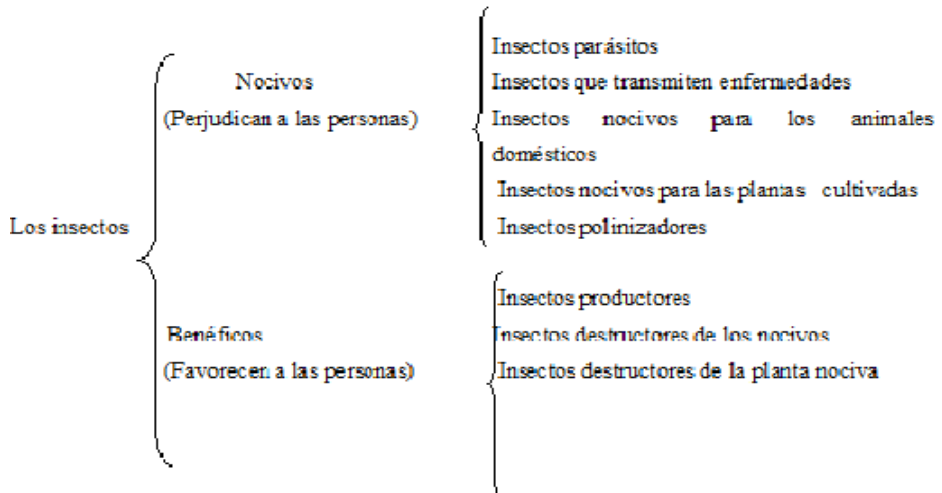 Los insectos
Nocivos
(Perjudican a las personas)
Insectos parásitos
Insectos que transmiten enfermedades
Insectos nocivos para los animales
domésticos
Insectos nocivos para las plantas cultivadas
Insectos polinizadores
Benéficos
(Favorecen a las personas)
Insectos productores
Insectos destructores de los nocivos
Insectos destructores de la planta nociva